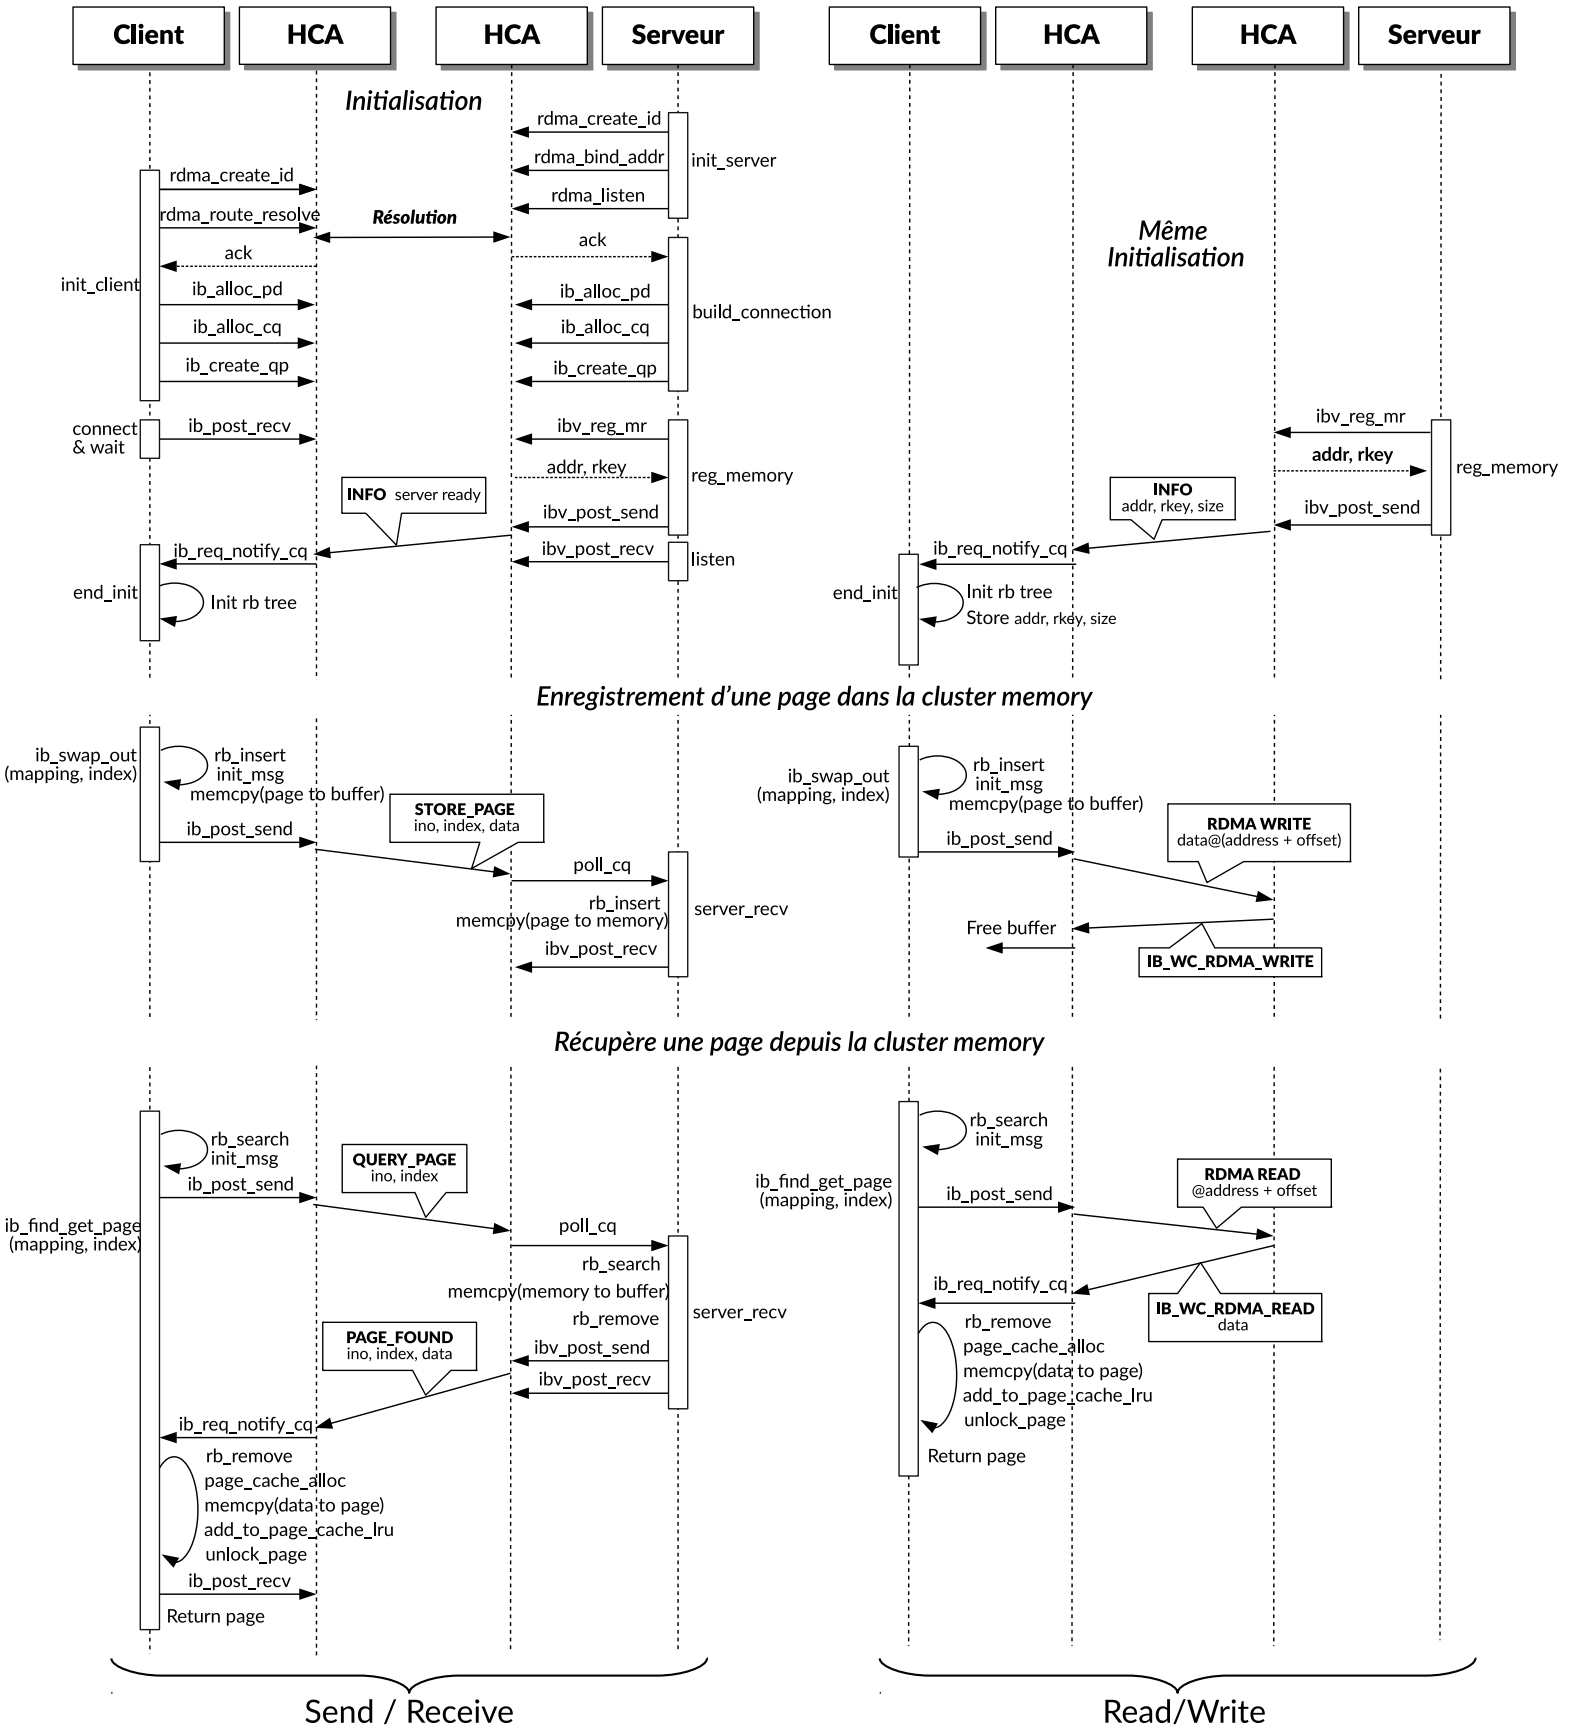 Client
HCA
HCA
Serveur
Initialisation
rdma_create_id
rdma_bind_addr
init_server
rdma_listen
rdma_create_id
rdma_route_resolve
Résolution
ack
ack
init_client
ib_alloc_pd
ib_alloc_cq
ib_create_qp
ib_alloc_pd
ib_alloc_cq
ib_create_qp
build_connection
connect
& wait
ib_post_recv
ibv_reg_mr
addr, rkey
reg_memory
INFO server ready
ibv_post_send
ib_req_notify_cq
ibv_post_recv
listen
end_init
Init rb tree
Client
HCA
HCA
Serveur
Même
Initialisation
ibv_reg_mr
addr, rkey
reg_memory
INFO
addr, rkey, size
ibv_post_send
ib_req_notify_cq
end_init
Init rb tree
Store addr, rkey, size
Enregistrement d’une page dans la cluster memory
ib_swap_out
(mapping, index)
rb_insert
init_msg
memcpy(page to buffer)
ib_post_send
STORE_PAGE
ino, index, data
poll_cq
rb_insert
memcpy(page to memory)
server_recv
ibv_post_recv
ib_swap_out
(mapping, index)
rb_insert
init_msg
memcpy(page to buffer)
ib_post_send
RDMA WRITE
data@(address + offset)
Free buffer
IB_WC_RDMA_WRITE
Récupère une page depuis la cluster memory
rb_search
init_msg
ib_post_send
QUERY_PAGE
ino, index
ib_find_get_page
(mapping, index)
poll_cq
rb_search
memcpy(memory to buffer)
rb_remove
server_recv
PAGE_FOUND
ino, index, data
ibv_post_send
ibv_post_recv
ib_req_notify_cq
rb_remove
page_cache_alloc
memcpy(data to page)
add_to_page_cache_lru
unlock_page
ib_post_recv
Return page
rb_search
init_msg
ib_find_get_page
(mapping, index)
ib_post_send
RDMA READ
@address + offset
ib_req_notify_cq
IB_WC_RDMA_READ
data
rb_remove
page_cache_alloc
memcpy(data to page)
add_to_page_cache_lru
unlock_page
Return page
Send / Receive
Read/Write